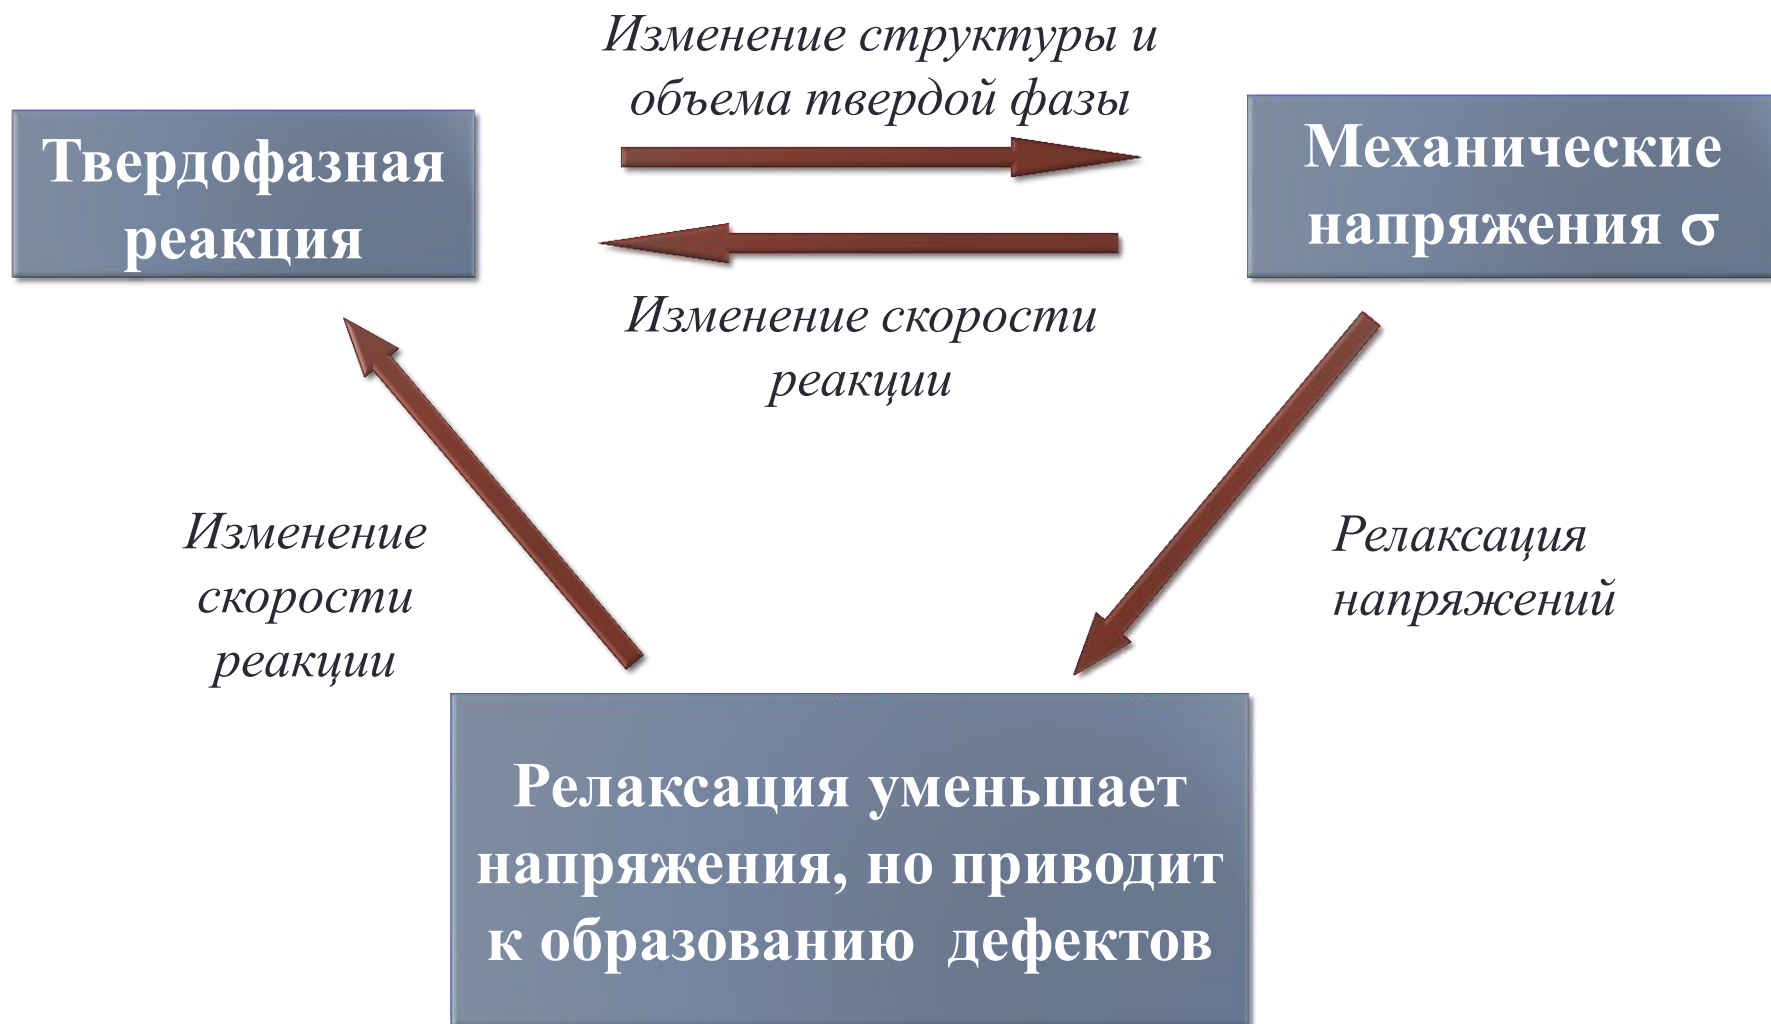 Изменение структуры и
объема твердой фазы
Твердофазная
реакция
Механические
напряжения σ
Изменение скорости
реакции
Изменение
скорости
реакции
Релаксация
напряжений
Релаксация уменьшает
напряжения, но приводит
к образованию дефектов